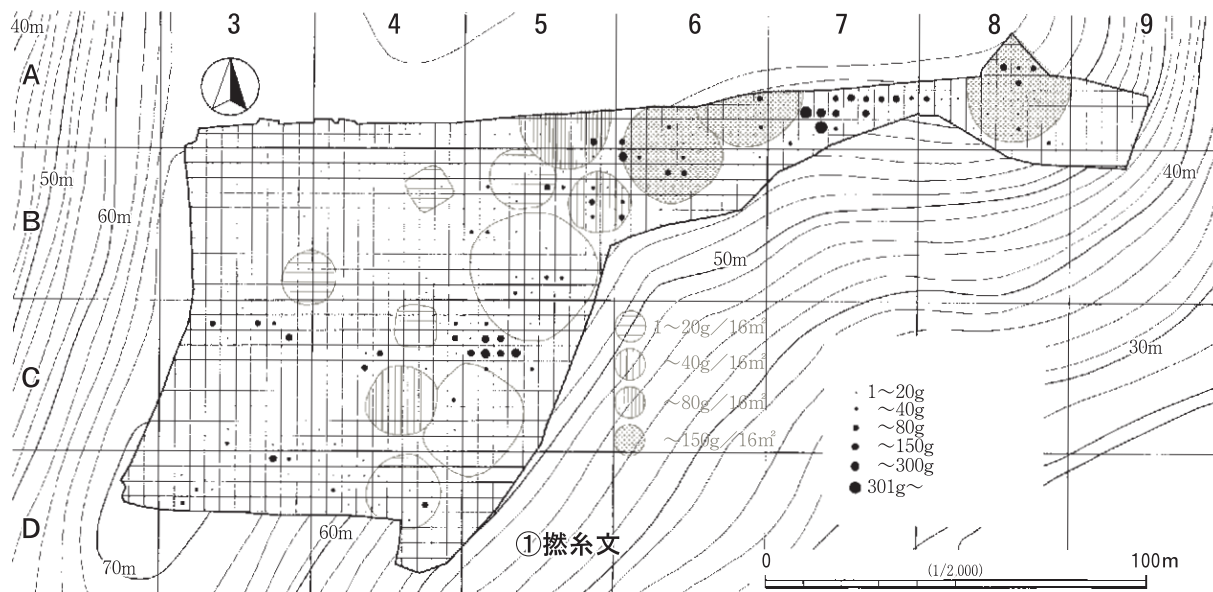 3 4 5 6 7 8 9
40m
A
50m
60m
40m
B
50m
1～20g／16㎡
～40g／16㎡
～80g／16㎡
～150g／16㎡
30m
C
1～20g
～40g
～80g
～150g
～300g
301g～
D
60m
①撚糸文
70m
0 100m
(1/2,000)